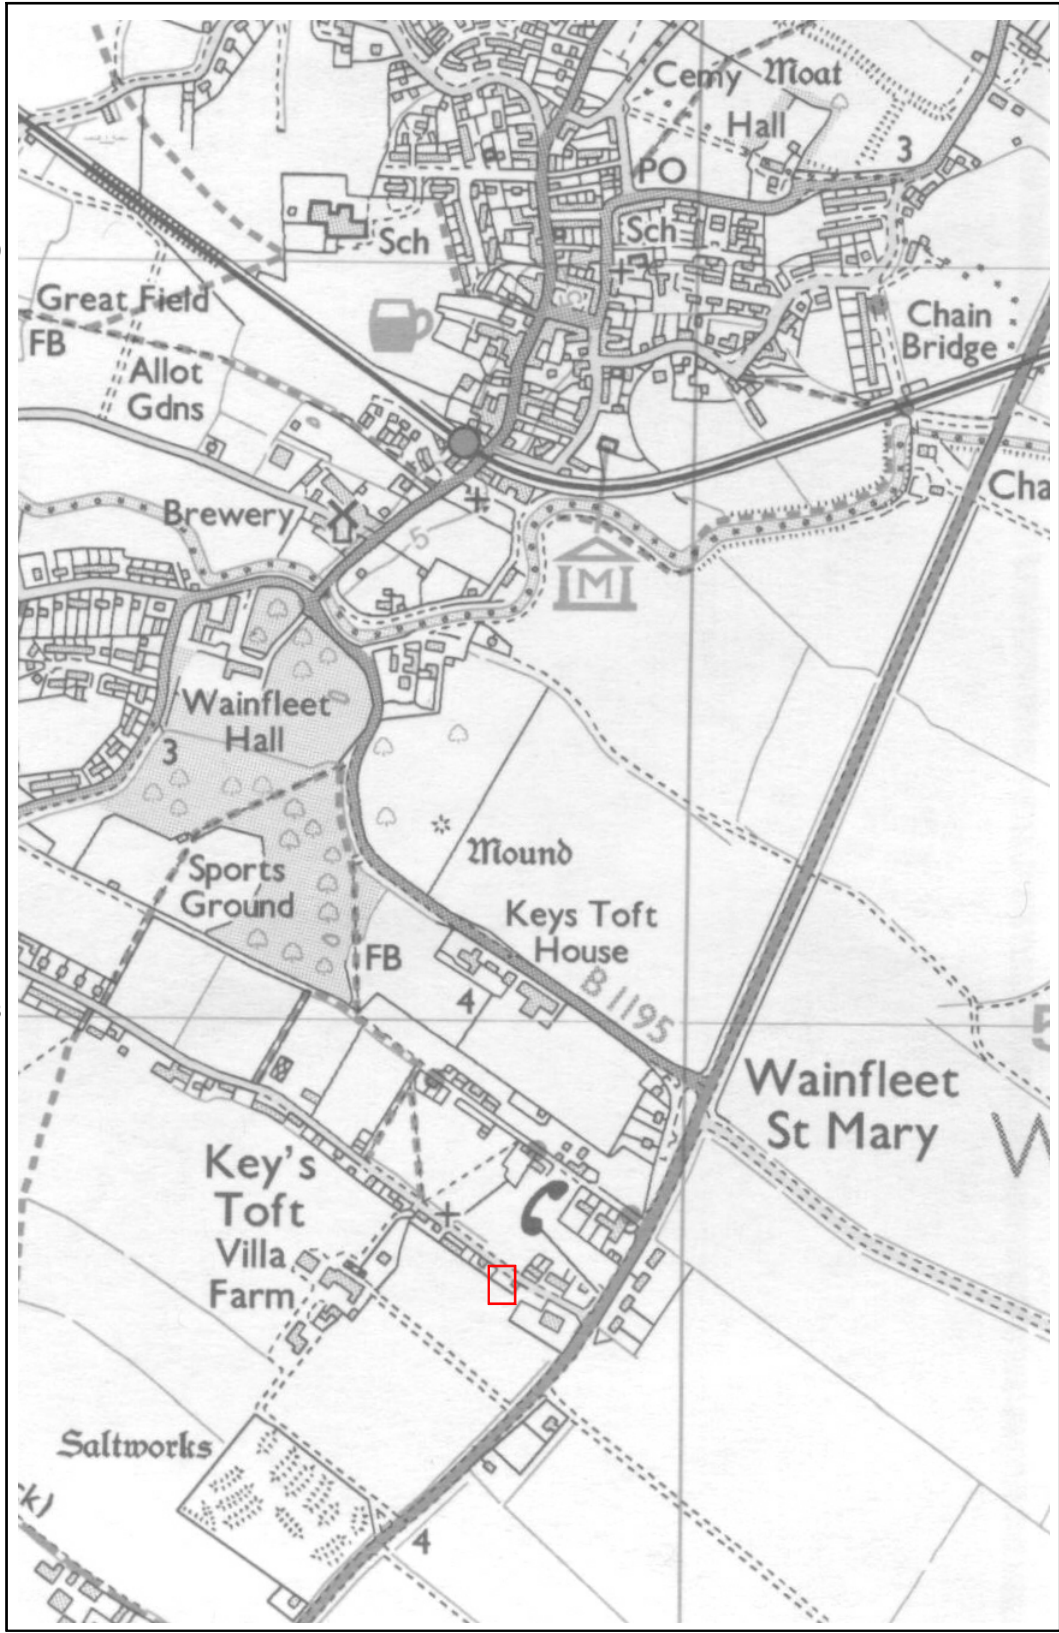 Cemy
Moat
Hall
3
PO
Sch
Sch
Great Field
FB
Chain
Bridge
Allot
Gdns
Cha
Brewery
5
M
Wainfleet
Hall
3
Mound
Sports
Ground
Keys Toft
House
FB
4
B 1195
5
Wainfleet
St Mary
W
Key's
Toft
Villa
Farm
Saltworks
k)
4